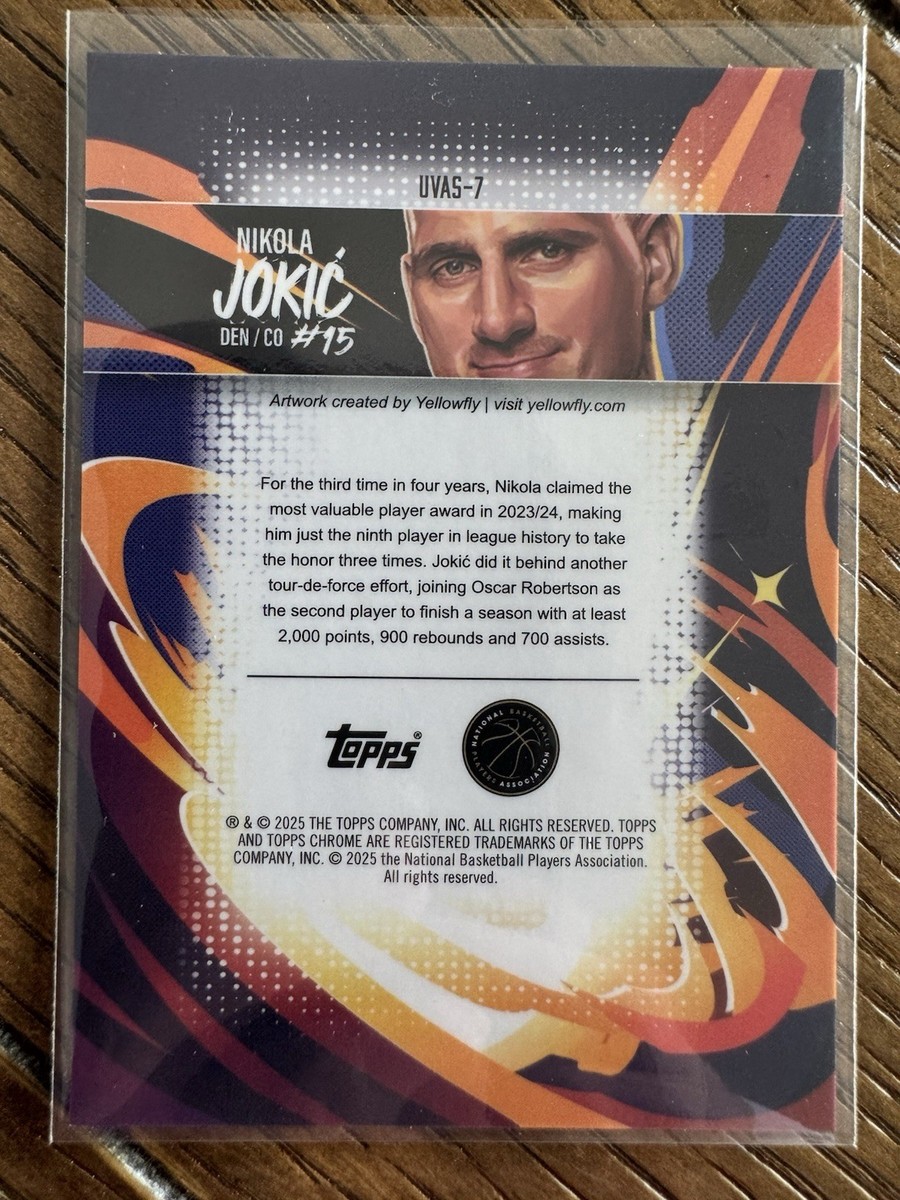 UVAS-7
NIKOLA
JOKIĆ
DEN / CO #15
Artwork created by Yellowfly | visit yellowfly.com
For the third time in four years, Nikola claimed the
most valuable player award in 2023/24, making
him just the ninth player in league history to take
the honor three times. Jokić did it behind another
tour-de-force effort, joining Oscar Robertson as
the second player to finish a season with at least
2,000 points, 900 rebounds and 700 assists.
Topps®
NATIONAL BASKETBALL
PLAYERS ASSOCIATION
® & © 2025 THE TOPPS COMPANY, INC. ALL RIGHTS RESERVED. TOPPS
AND TOPPS CHROME ARE REGISTERED TRADEMARKS OF THE TOPPS
COMPANY, INC. © 2025 the National Basketball Players Association.
All rights reserved.